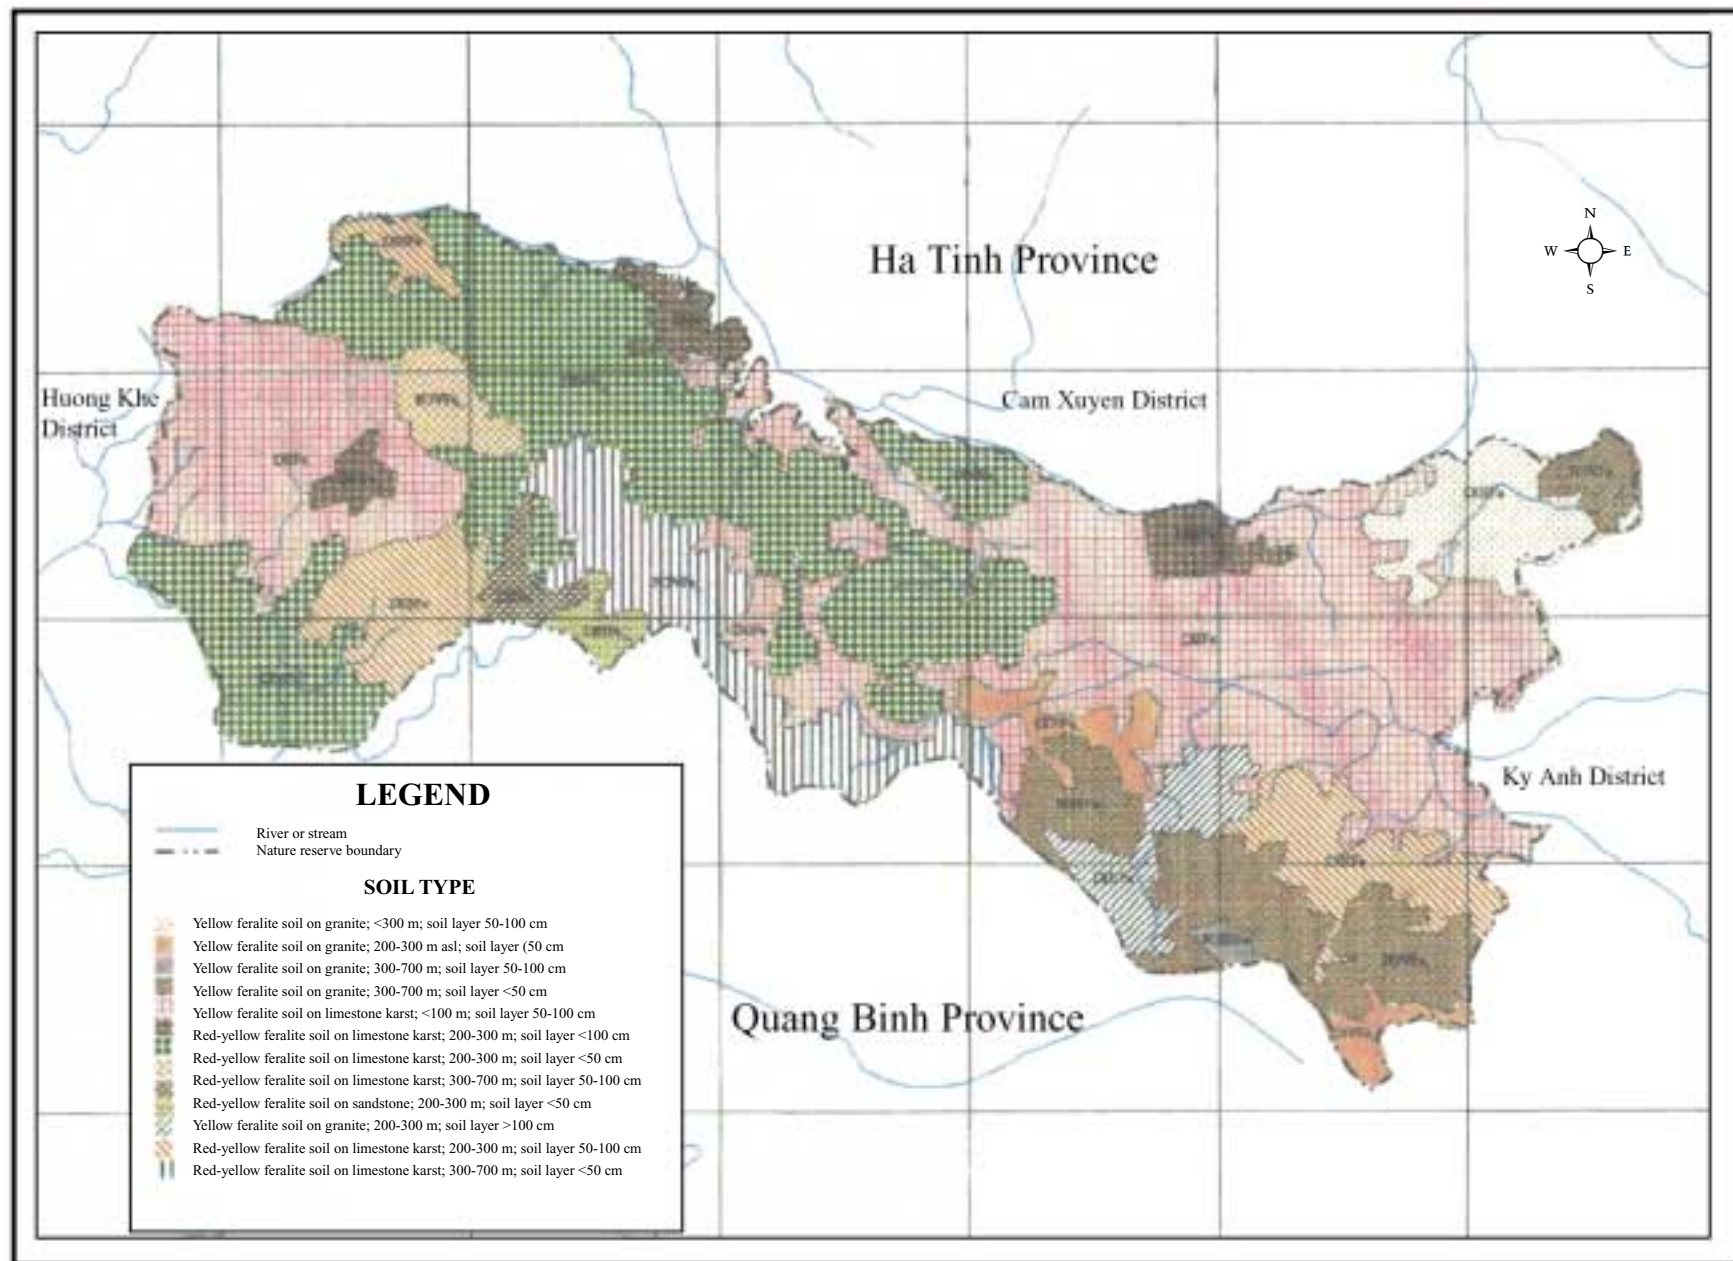 N
W E
S
Ha Tinh Province
Huong Khe
District
Cam Xuyen District
Ky Anh District
Quang Binh Province
LEGEND
River or stream
Nature reserve boundary
SOIL TYPE
Yellow feralite soil on granite; <300 m; soil layer 50-100 cm
Yellow feralite soil on granite; 200-300 m asl; soil layer (50 cm
Yellow feralite soil on granite; 300-700 m; soil layer 50-100 cm
Yellow feralite soil on granite; 300-700 m; soil layer <50 cm
Yellow feralite soil on limestone karst; <100 m; soil layer 50-100 cm
Red-yellow feralite soil on limestone karst; 200-300 m; soil layer <100 cm
Red-yellow feralite soil on limestone karst; 200-300 m; soil layer <50 cm
Red-yellow feralite soil on limestone karst; 300-700 m; soil layer 50-100 cm
Red-yellow feralite soil on sandstone; 200-300 m; soil layer <50 cm
Yellow feralite soil on granite; 200-300 m; soil layer >100 cm
Red-yellow feralite soil on limestone karst; 200-300 m; soil layer 50-100 cm
Red-yellow feralite soil on limestone karst; 300-700 m; soil layer <50 cm